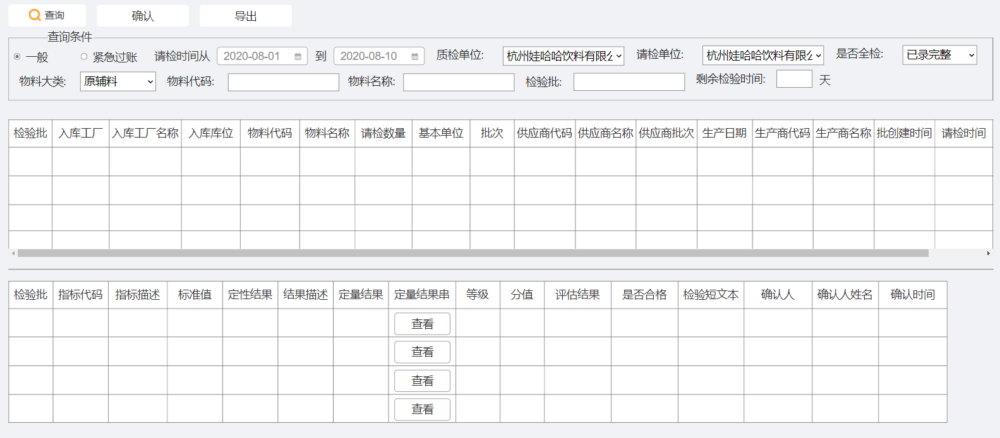 查询 确认 导出
查询条件
一般 紧急过账 请检时间从 2020-08-01 到 2020-08-10 质检单位: 杭州娃哈哈饮料有限公 请检单位: 杭州娃哈哈饮料有限公 是否全检: 已录完整
物料大类: 原辅料 物料代码: 物料名称: 检验批: 剩余检验时间: 天
检验批 入库工厂 入库工厂名称 入库库位 物料代码 物料名称 请检数量 基本单位 批次 供应商代码 供应商名称 供应商批次 生产日期 生产商代码 生产商名称 批创建时间 请检时间
检验批 指标代码 指标描述 标准值 定性结果 结果描述 定量结果 定量结果串 等级 分值 评估结果 是否合格 检验短文本 确认人 确认人姓名 确认时间
查看
查看
查看
查看